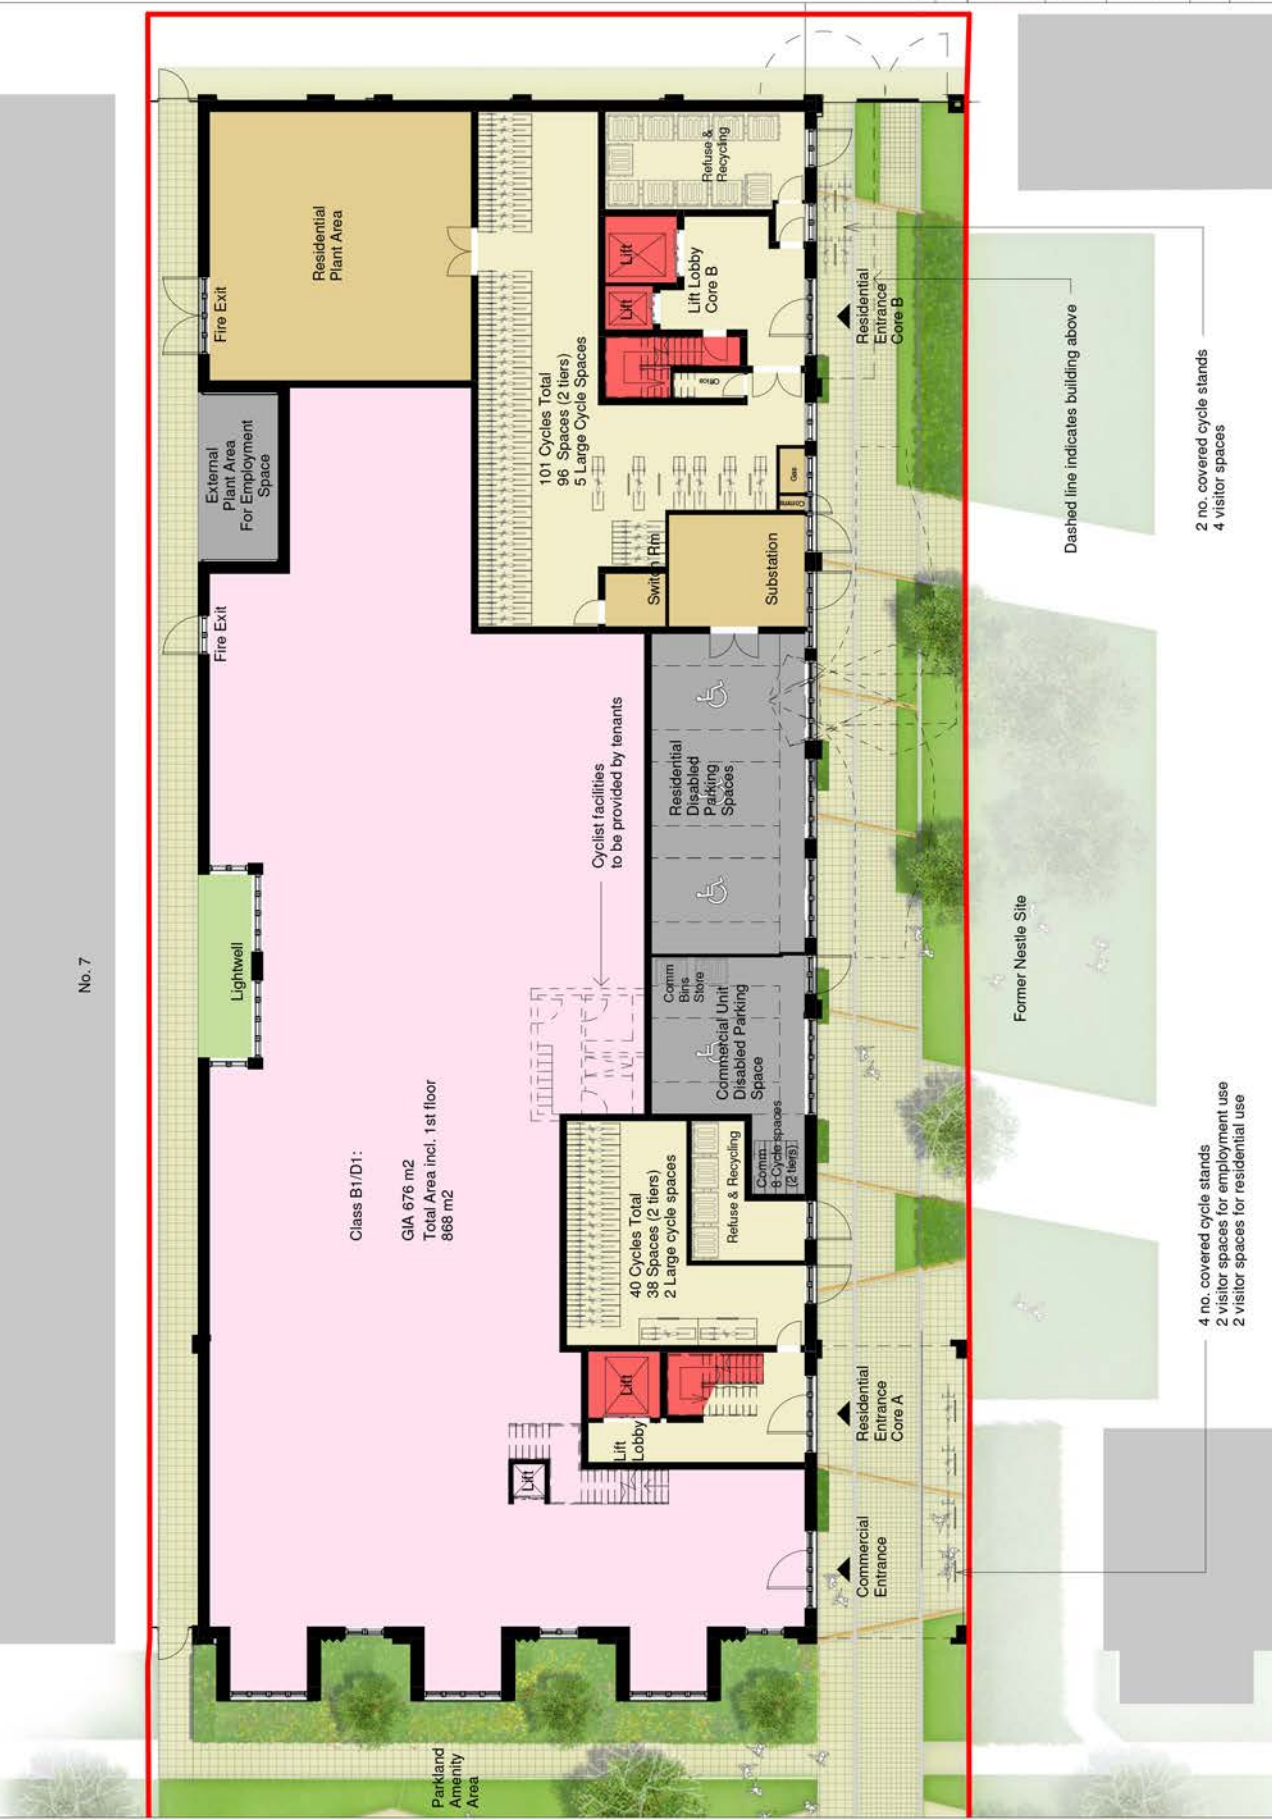 No. 7
Residential
Plant Area
Fire Exit
External
Plant Area
For Employment
Space
Fire Exit
Lightwell
Class B1/D1:
GIA 676 m2
Total Area incl. 1st floor
868 m2
Refuse &
Recycling
Lift
Lift
Lift Lobby
Core B
Office
101 Cycles Total
96 Spaces (2 tiers)
5 Large Cycle Spaces
Gas
Comms
Switch Rm
Substation
Residential
Disabled
Parking
Spaces
Cyclist facilities
to be provided by tenants
Comm
Bins
Store
Commercial Unit
Disabled Parking
Space
Comm
8 Cycle spaces
(2 tiers)
Refuse & Recycling
40 Cycles Total
38 Spaces (2 tiers)
2 Large cycle spaces
Lift
Lift
Lobby
Lift
Residential
Entrance
Core B
Residential
Entrance
Core A
Commercial
Entrance
Parkland
Amenity
Area
Former Nestle Site
Dashed line indicates building above
2 no. covered cycle stands
4 visitor spaces
4 no. covered cycle stands
2 visitor spaces for employment use
2 visitor spaces for residential use